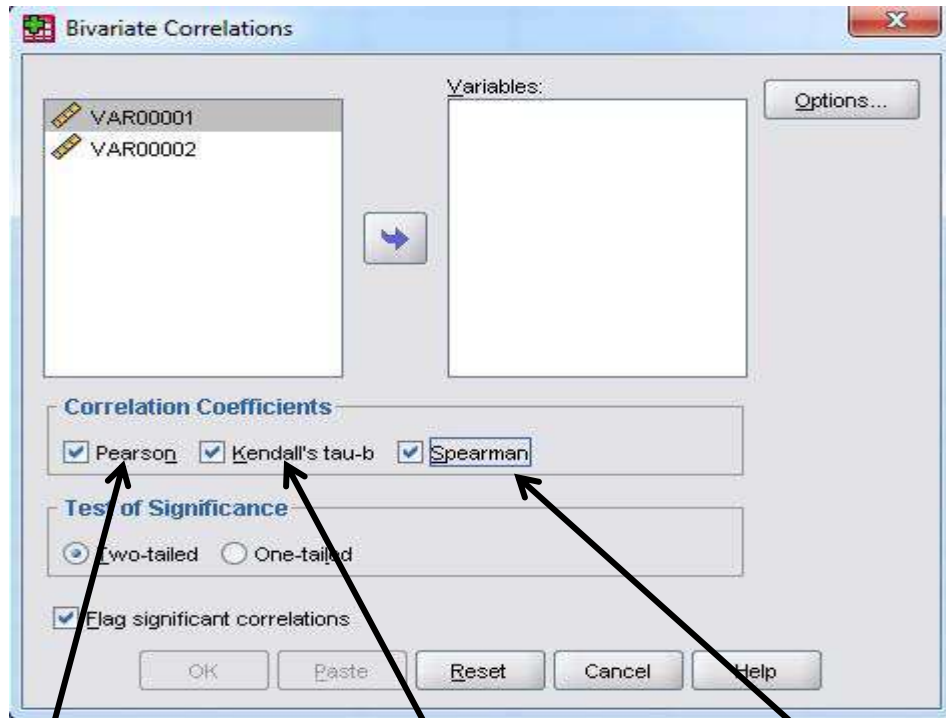 Bivariate Correlations
Variables:
Options...
VAR00001
VAR00002
Correlation Coefficients
Pearson Kendall's tau-b Spearman
Test of Significance
Two-tailed One-tailed
Flag significant correlations
OK Paste Reset Cancel Help